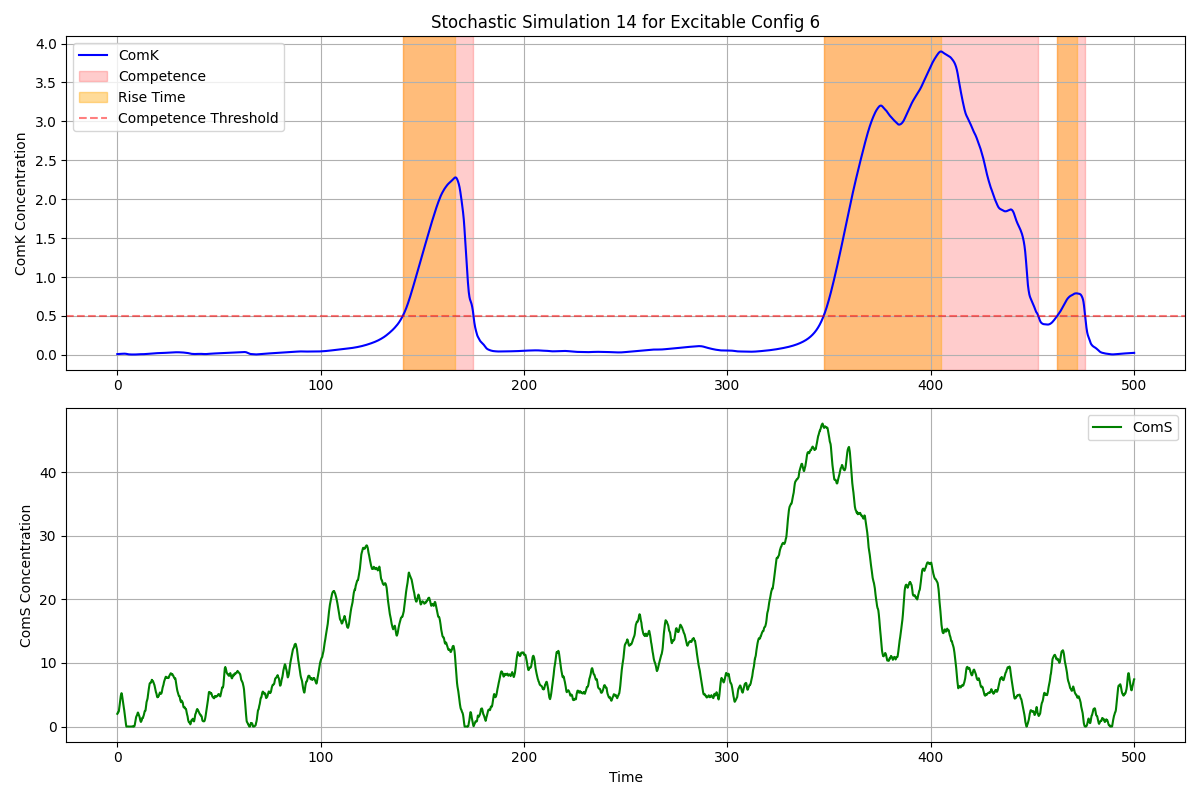 Stochastic Simulation 14 for Excitable Config 6
ComK Concentration
4.0
3.5
3.0
2.5
2.0
1.5
1.0
0.5
0.0
ComK
Competence
Rise Time
Competence Threshold
0 100 200 300 400 500
ComS Concentration
40
30
20
10
0
ComS
0 100 200 300 400 500
Time